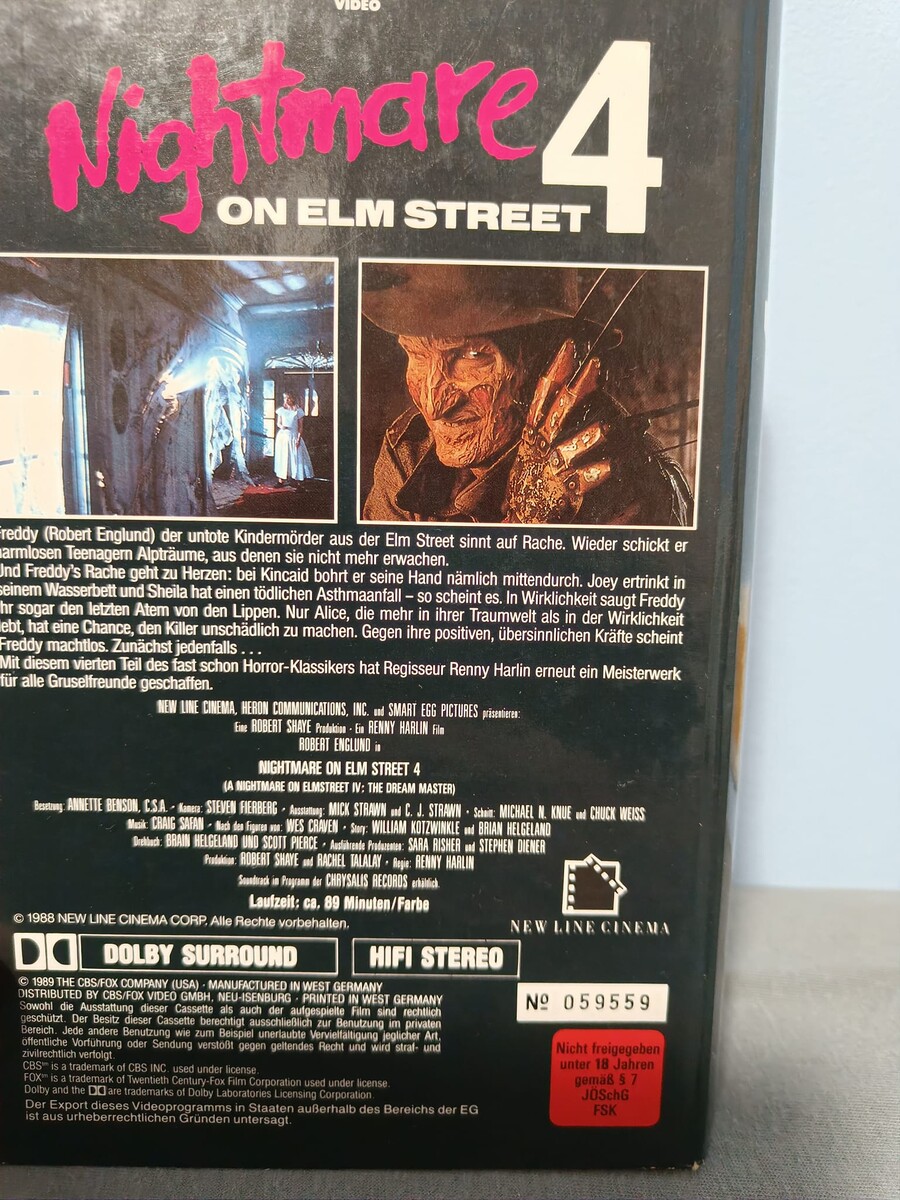 VIDEO
Nightmare 4
ON ELM STREET
Freddy (Robert Englund) der untote Kindermörder aus der Elm Street sinnt auf Rache. Wieder schickt er
harmlosen Teenagern Alpträume, aus denen sie nicht mehr erwachen.
Und Freddy's Rache geht zu Herzen: bei Kincaid bohrt er seine Hand nämlich mittendurch. Joey ertrinkt in
seinem Wasserbett und Sheila hat einen tödlichen Asthmaanfall – so scheint es. In Wirklichkeit saugt Freddy
ihr sogar den letzten Atem von den Lippen. Nur Alice, die mehr in ihrer Traumwelt als in der Wirklichkeit
lebt, hat eine Chance, den Killer unschädlich zu machen. Gegen ihre positiven, übersinnlichen Kräfte scheint
Freddy machtlos. Zunächst jedenfalls . . .
Mit diesem vierten Teil des fast schon Horror-Klassikers hat Regisseur Renny Harlin erneut ein Meisterwerk
für alle Gruselfreunde geschaffen.
NEW LINE CINEMA, HERON COMMUNICATIONS, INC. und SMART EGG PICTURES präsentieren:
Eine ROBERT SHAYE Produktion · Ein RENNY HARLIN Film
ROBERT ENGLUND in
NIGHTMARE ON ELM STREET 4
(A NIGHTMARE ON ELMSTREET IV: THE DREAM MASTER)
Besetzung: ANNETTE BENSON, C.S.A. · Kamera: STEVEN FIERBERG · Ausstattung: MICK STRAWN und C. J. STRAWN · Schnitt: MICHAEL N. KNUE und CHUCK WEISS
Musik: CRAIG SAFAN · Nach den Figuren von: WES CRAVEN · Story: WILLIAM KOTZWINKLE und BRIAN HELGELAND
Drehbuch: BRAIN HELGELAND UND SCOTT PIERCE · Ausführende Produzenten: SARA RISHER und STEPHEN DIENER
Produktion: ROBERT SHAYE und RACHEL TALALAY · Regie: RENNY HARLIN
Soundtrack im Programm der CHRYSALIS RECORDS erhältlich.
Laufzeit: ca. 89 Minuten/Farbe
© 1988 NEW LINE CINEMA CORP. Alle Rechte vorbehalten.
NEW LINE CINEMA
DOLBY SURROUND
HIFI STEREO
© 1989 THE CBS/FOX COMPANY (USA) · MANUFACTURED IN WEST GERMANY
DISTRIBUTED BY CBS/FOX VIDEO GMBH, NEU-ISENBURG · PRINTED IN WEST GERMANY
Sowohl die Ausstattung dieser Cassette als auch der aufgespielte Film sind rechtlich
geschützt. Der Besitz dieser Cassette berechtigt ausschließlich zur Benutzung im privaten
Bereich. Jede andere Benutzung wie zum Beispiel unerlaubte Vervielfältigung jeglicher Art,
öffentliche Vorführung oder Sendung verstößt gegen geltendes Recht und wird straf- und
zivilrechtlich verfolgt.
CBS™ is a trademark of CBS INC. used under license.
FOX™ is a trademark of Twentieth Century-Fox Film Corporation used under license.
Dolby and the DD are trademarks of Dolby Laboratories Licensing Corporation.
Der Export dieses Videoprogramms in Staaten außerhalb des Bereichs der EG
ist aus urheberrechtlichen Gründen untersagt.
Nº 059559
Nicht freigegeben
unter 18 Jahren
gemäß § 7
JÖSchG
FSK